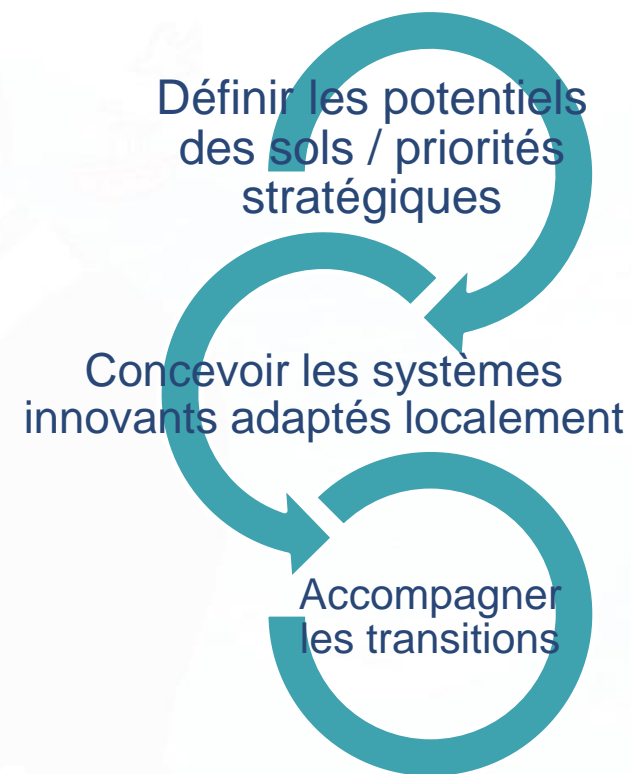 Définir les potentiels
des sols / priorités
stratégiques
Concevoir les systèmes
innovants adaptés localement
Accompagner
les transitions